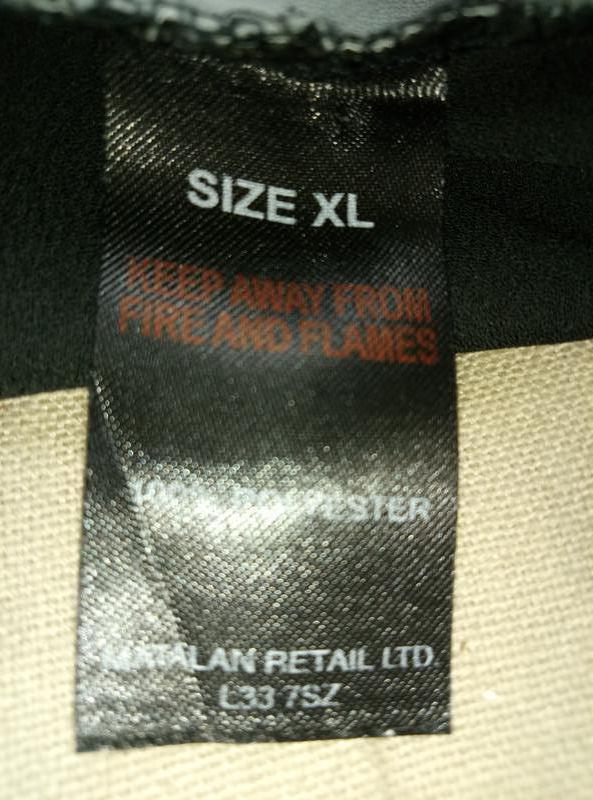 SIZE XL
KEEP AWAY FROM
FIRE AND FLAMES
100% POLYESTER
MATALAN RETAIL LTD.
L33 7SZ